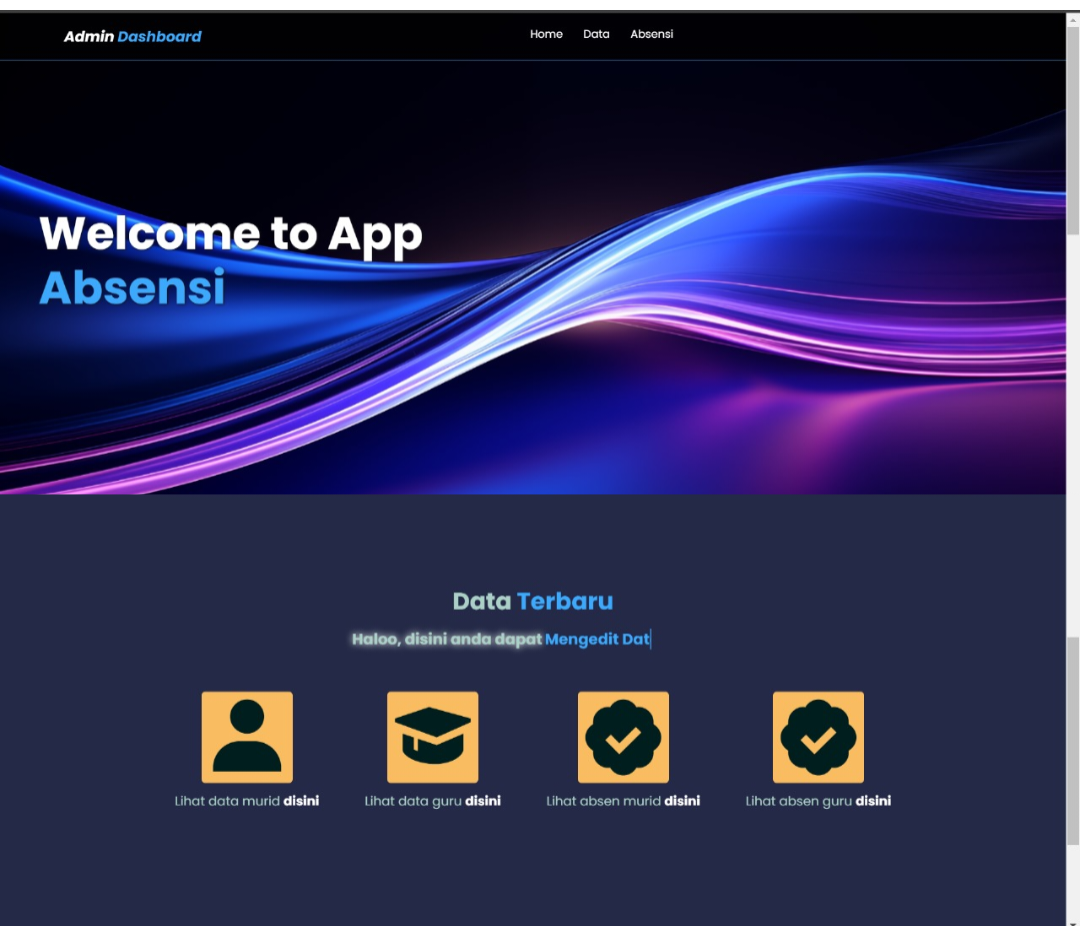 Admin Dashboard
Home Data Absensi
Welcome to App
Absensi
Data Terbaru
Haloo, disini anda dapat Mengedit Dat
Lihat data murid disini
Lihat data guru disini
Lihat absen murid disini
Lihat absen guru disini